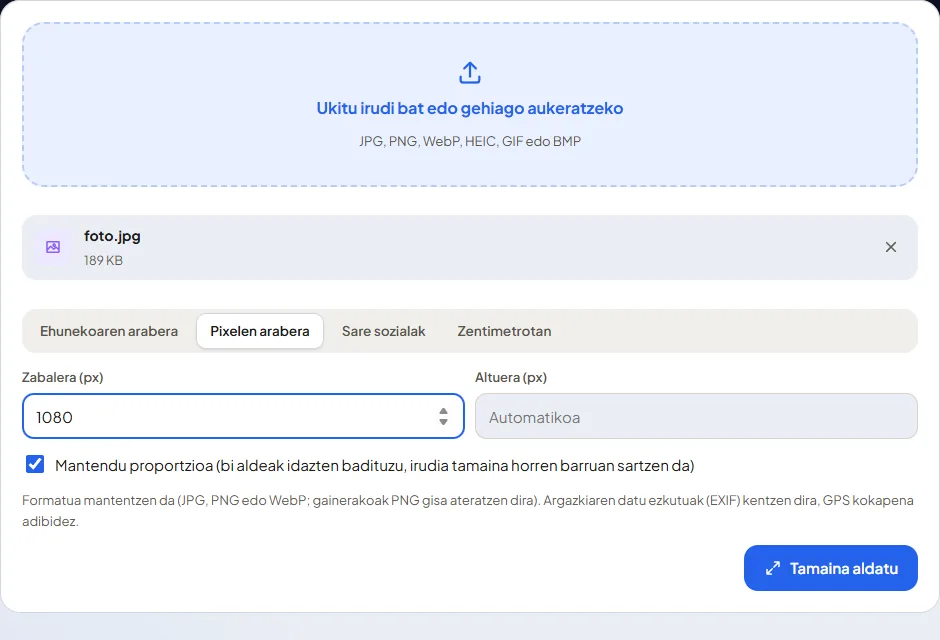 Ukitu irudi bat edo gehiago aukeratzeko
JPG, PNG, WebP, HEIC, GIF edo BMP
foto.jpg
189 KB
Ehunekoaren arabera
Pixelen arabera
Sare sozialak
Zentimetrotan
Zabalera (px)
Altuera (px)
1080
Automatikoa
Mantendu proportzioa (bi aldeak idazten badituzu, irudia tamaina horren barruan sartzen da)
Formatua mantentzen da (JPG, PNG edo WebP; gainerakoak PNG gisa ateratzen dira). Argazkiaren datu ezkutuak (EXIF) kentzen dira, GPS kokapena
adibidez.
Tamaina aldatu